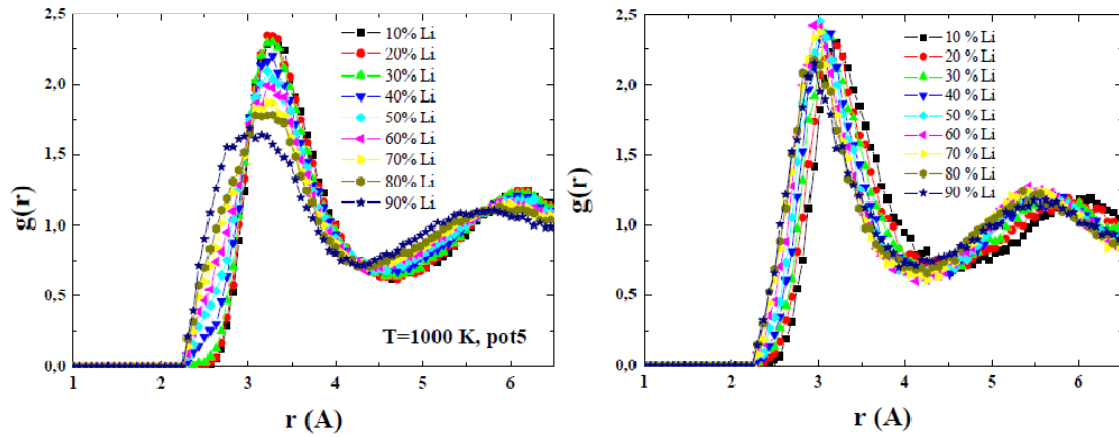 2,5
2,0
1,5
1,0
0,5
0,0
g(r)
10% Li
20% Li
30% Li
40% Li
50% Li
60% Li
70% Li
80% Li
90% Li
T=1000 K, pot5
1 2 3 4 5 6
r (A)
2,5
2,0
1,5
1,0
0,5
0,0
g(r)
10 % Li
20 % Li
30 % Li
40 % Li
50 % Li
60 % Li
70 % Li
80 % Li
90 % Li
1 2 3 4 5 6
r (A)